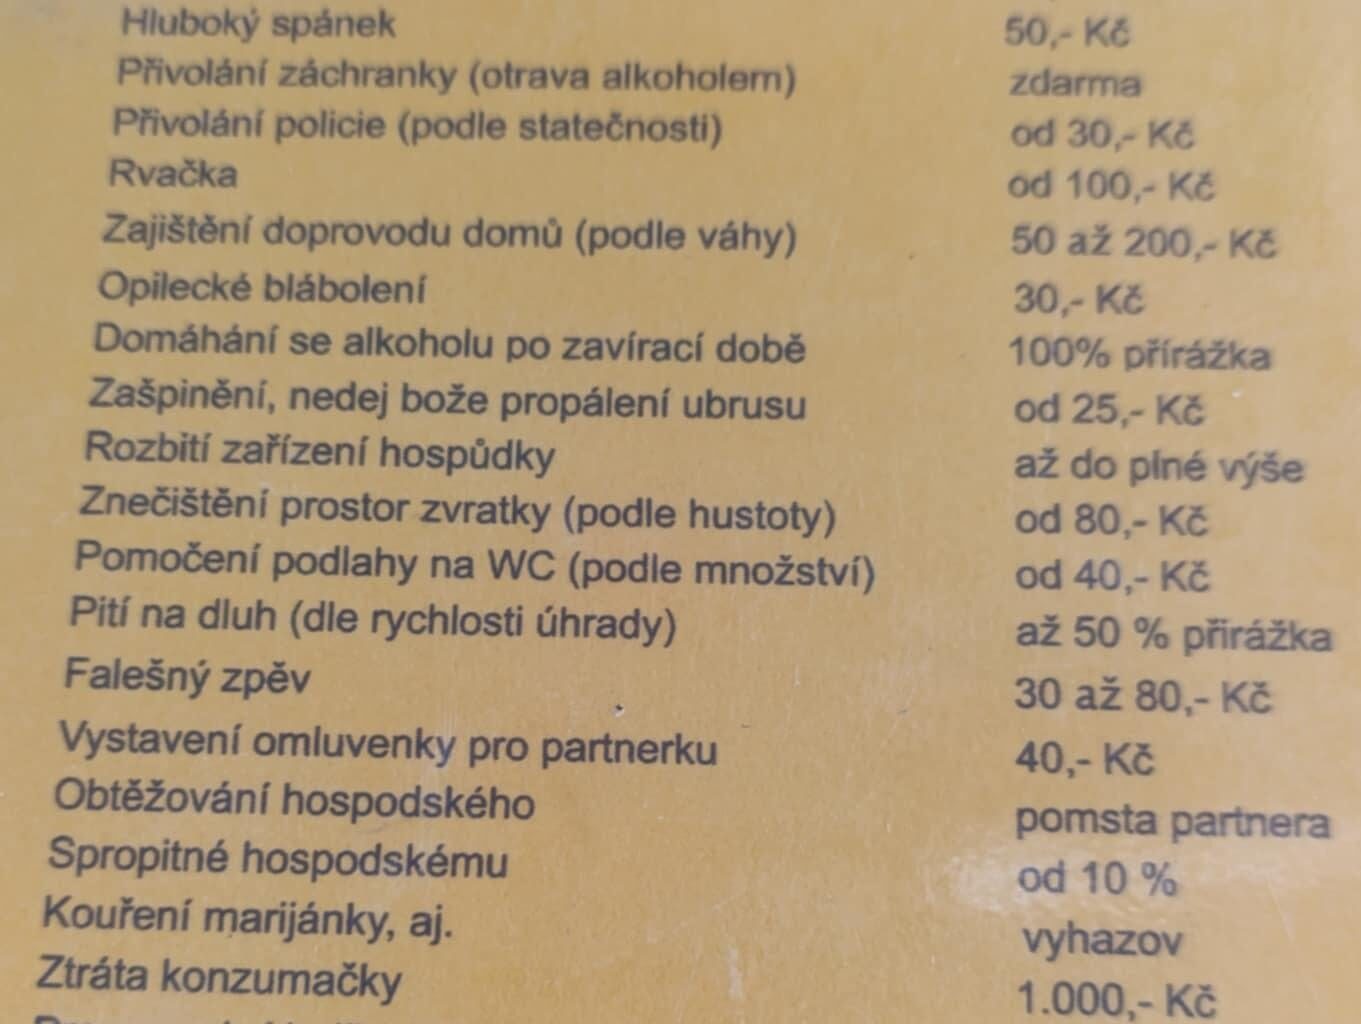 Hluboký spánek 50,- Kč
Přivolání záchranky (otrava alkoholem) zdarma
Přivolání policie (podle statečnosti) od 30,- Kč
Rvačka od 100,- Kč
Zajištění doprovodu domů (podle váhy) 50 až 200,- Kč
Opilecké blábolení 30,- Kč
Domáhání se alkoholu po zavírací době 100% přírážka
Zašpinění, nedej bože propálení ubrusu od 25,- Kč
Rozbití zařízení hospůdky až do plné výše
Znečištění prostor zvratky (podle hustoty) od 80,- Kč
Pomočení podlahy na WC (podle množství) od 40,- Kč
Pití na dluh (dle rychlosti úhrady) až 50 % přirážka
Falešný zpěv 30 až 80,- Kč
Vystavení omluvenky pro partnerku 40,- Kč
Obtěžování hospodského pomsta partnera
Spropitné hospodskému od 10 %
Kouření marijánky, aj. vyhazov
Ztráta konzumačky 1.000,- Kč